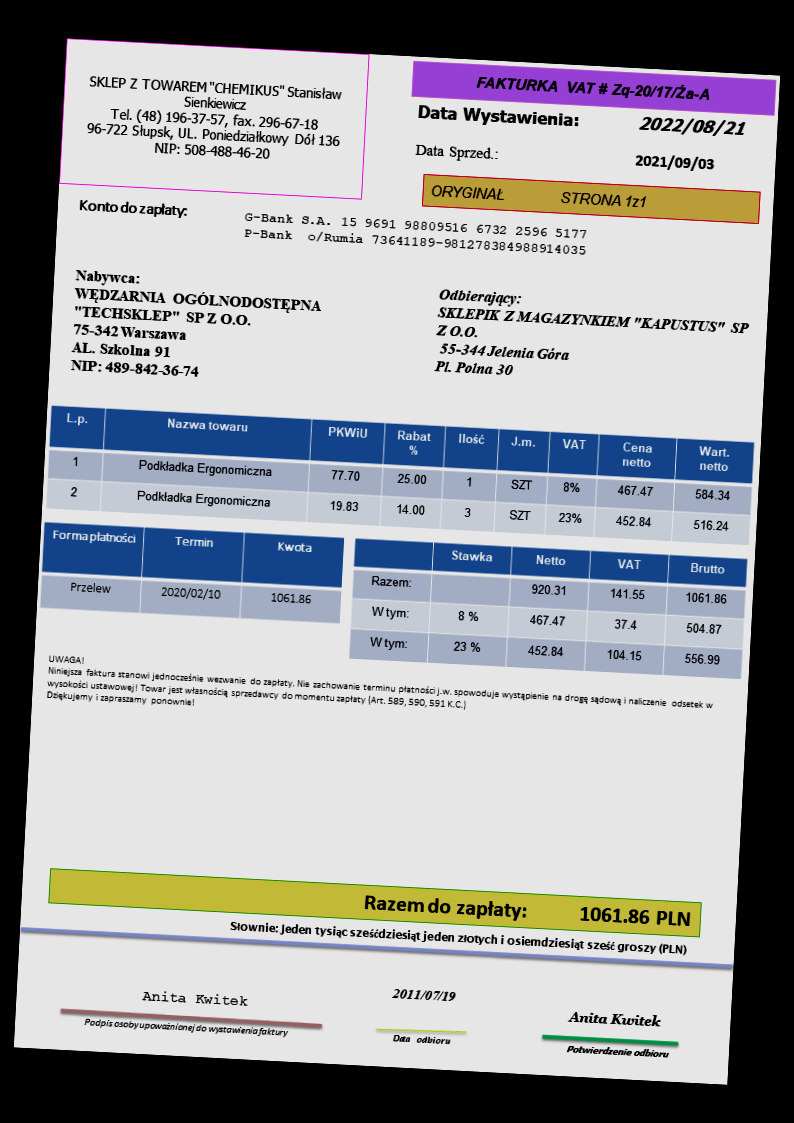 SKLEP Z TOWAREM "CHEMIKUS" Stanisław
Sienkiewicz
Tel. (48) 196-37-57, fax. 296-67-18
96-722 Słupsk, UL. Poniedziałkowy Dół 136
NIP: 508-488-46-20
FAKTURKA VAT # Zq-20/17/Ża-A
Data Wystawienia: 2022/08/21
Data Sprzed.: 2021/09/03
ORYGINAŁ STRONA 1z1
Konto do zapłaty: G-Bank S.A. 15 9691 98809516 6732 2596 5177
P-Bank o/Rumia 73641189-981278384988914035
Nabywca:
WĘDZARNIA OGÓLNODOSTĘPNA
"TECHSKLEP" SP Z O.O.
75-342 Warszawa
AL. Szkolna 91
NIP: 489-842-36-74
Odbierający:
SKLEPIK Z MAGAZYNKIEM "KAPUSTUS" SP
Z O.O.
55-344 Jelenia Góra
Pl. Polna 30
L.p. Nazwa towaru PKWiU Rabat % Ilość J.m. VAT Cena netto Wart. netto
1 Podkładka Ergonomiczna 77.70 25.00 1 SZT 8% 467.47 584.34
2 Podkładka Ergonomiczna 19.83 14.00 3 SZT 23% 452.84 516.24
Forma płatności Termin Kwota
Przelew 2020/02/10 1061.86
Stawka Netto VAT Brutto
Razem: 920.31 141.55 1061.86
W tym: 8 % 467.47 37.4 504.87
W tym: 23 % 452.84 104.15 556.99
UWAGA!
Niniejsza faktura stanowi jednocześnie wezwanie do zapłaty. Nie zachowanie terminu płatności j.w. spowoduje wystąpienie na drogę sądową i naliczenie odsetek w
wysokości ustawowej! Towar jest własnością sprzedawcy do momentu zapłaty (Art. 589, 590, 591 K.C.)
Dziękujemy i zapraszamy ponownie!
Razem do zapłaty: 1061.86 PLN
Słownie: jeden tysiąc sześćdziesiąt jeden złotych i osiemdziesiąt sześć groszy (PLN)
Anita Kwitek
Podpis osoby upoważnionej do wystawienia faktury
2011/07/19
Data odbioru
Anita Kwitek
Potwierdzenie odbioru